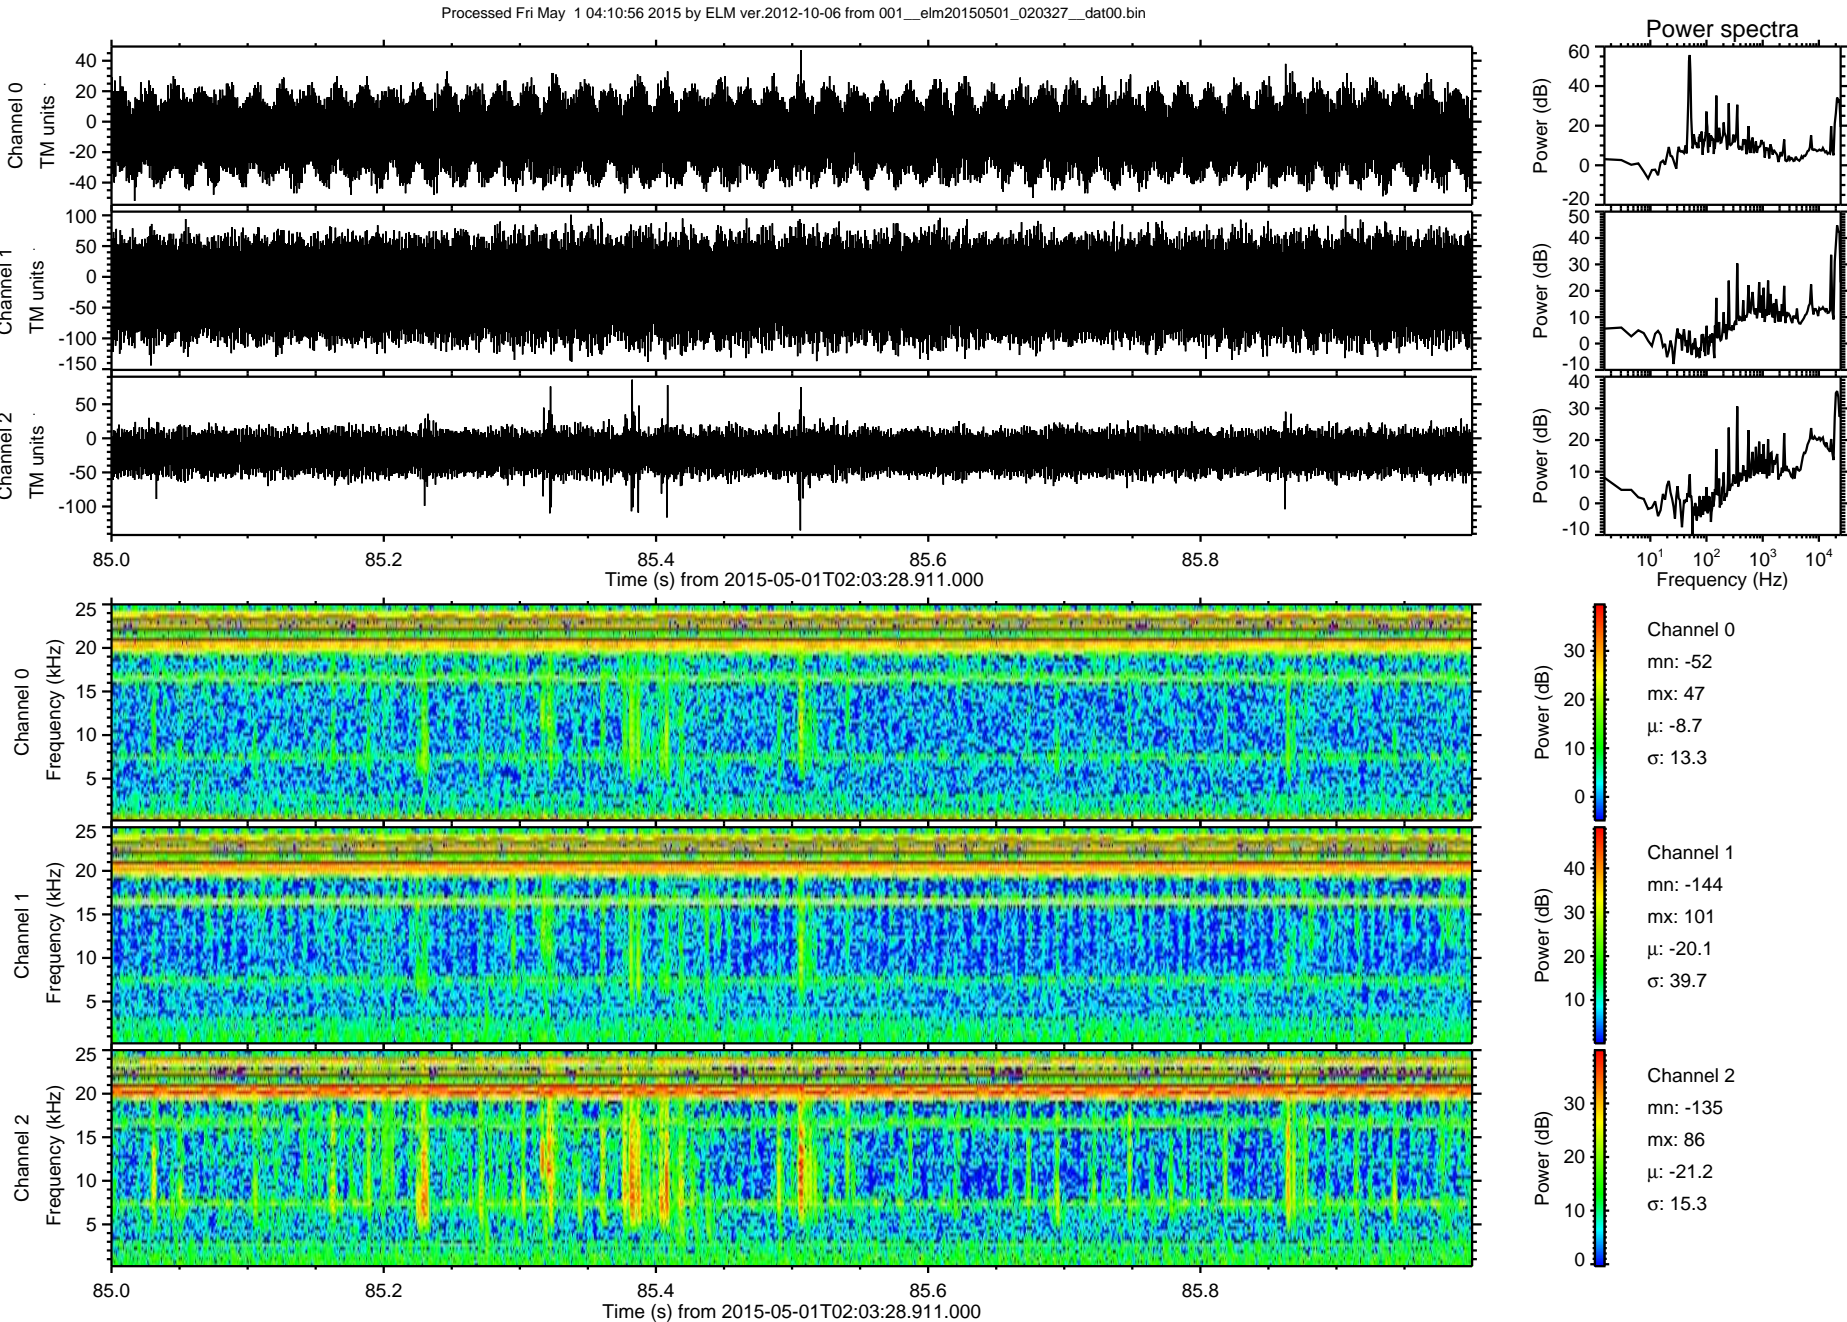 Processed Fri May  1 04:10:56 2015 by ELM ver.2012-10-06 from 001__elm20150501_020327__dat00.bin
Power spectra
Channel 0
TM units
40
20
0
-20
-40
Power (dB)
60
40
20
0
-20
Channel 1
TM units
100
50
0
-50
-100
-150
Power (dB)
50
40
30
20
10
0
-10
Channel 2
TM units
50
0
-50
-100
Power (dB)
40
30
20
10
0
-10
85.0 85.2 85.4 85.6 85.8
Time (s) from 2015-05-01T02:03:28.911.000
10^1 10^2 10^3 10^4
Frequency (Hz)
Channel 0
Frequency (kHz)
25
20
15
10
5
Power (dB)
30
20
10
0
Channel 0
mn: -52
mx: 47
μ: -8.7
σ: 13.3
Channel 1
Frequency (kHz)
25
20
15
10
5
Power (dB)
40
30
20
10
Channel 1
mn: -144
mx: 101
μ: -20.1
σ: 39.7
Channel 2
Frequency (kHz)
25
20
15
10
5
Power (dB)
30
20
10
0
Channel 2
mn: -135
mx: 86
μ: -21.2
σ: 15.3
85.0 85.2 85.4 85.6 85.8
Time (s) from 2015-05-01T02:03:28.911.000